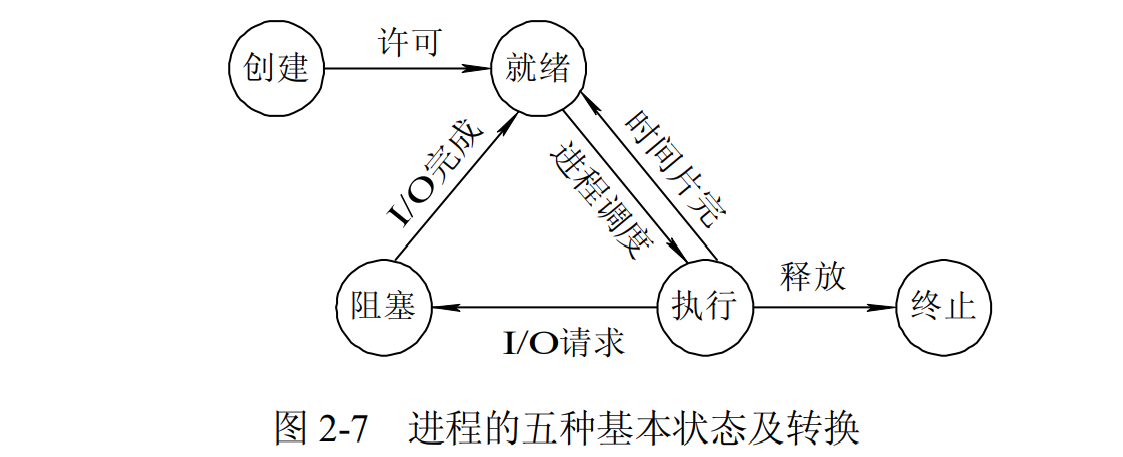 许可
创建
就绪
I/O完成
进程调度
时间片完
阻塞
执行
释放
终止
I/O请求
图 2-7 进程的五种基本状态及转换